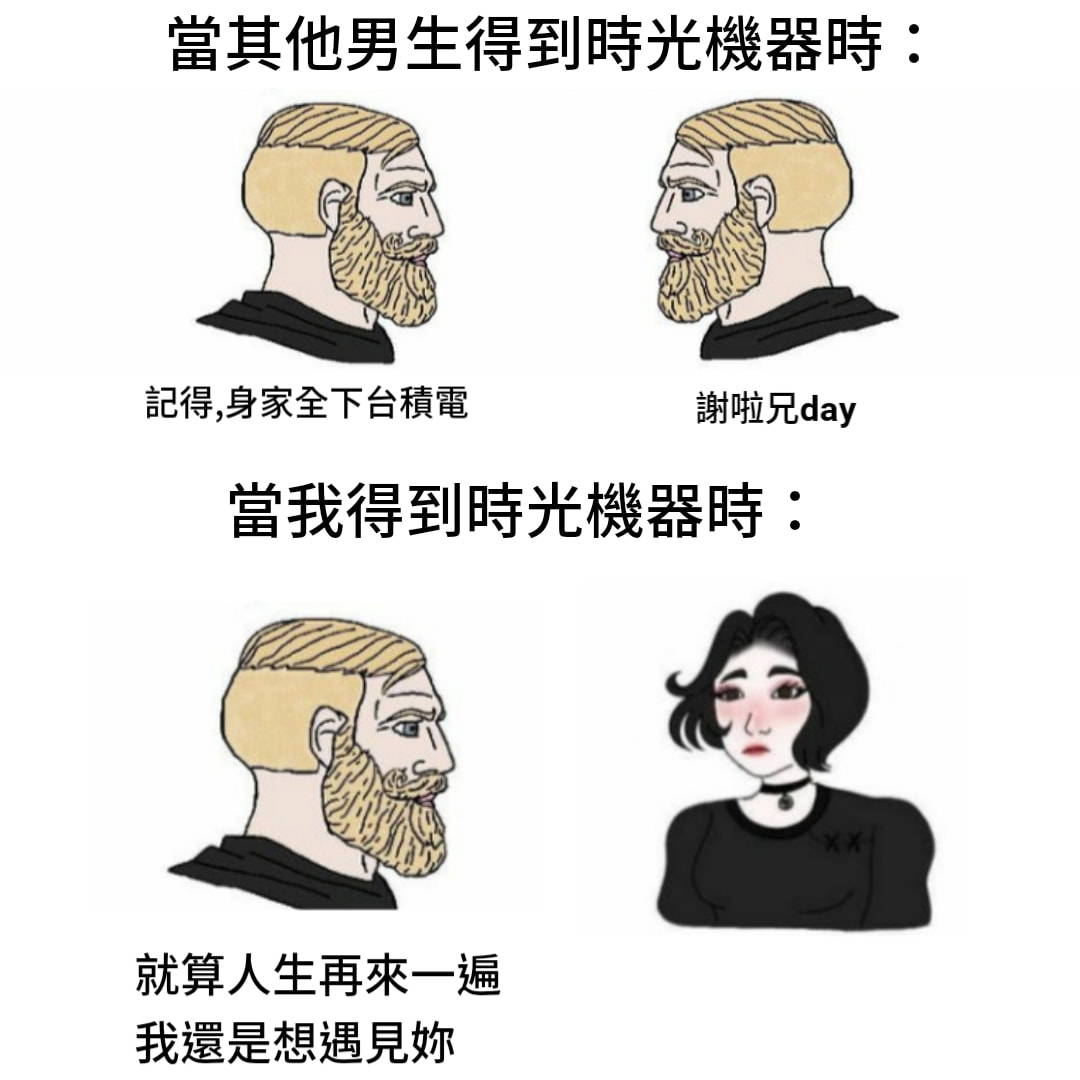 當其他男生得到時光機器時：
記得,身家全下台積電
謝啦兄day
當我得到時光機器時：
就算人生再來一遍
我還是想遇見妳